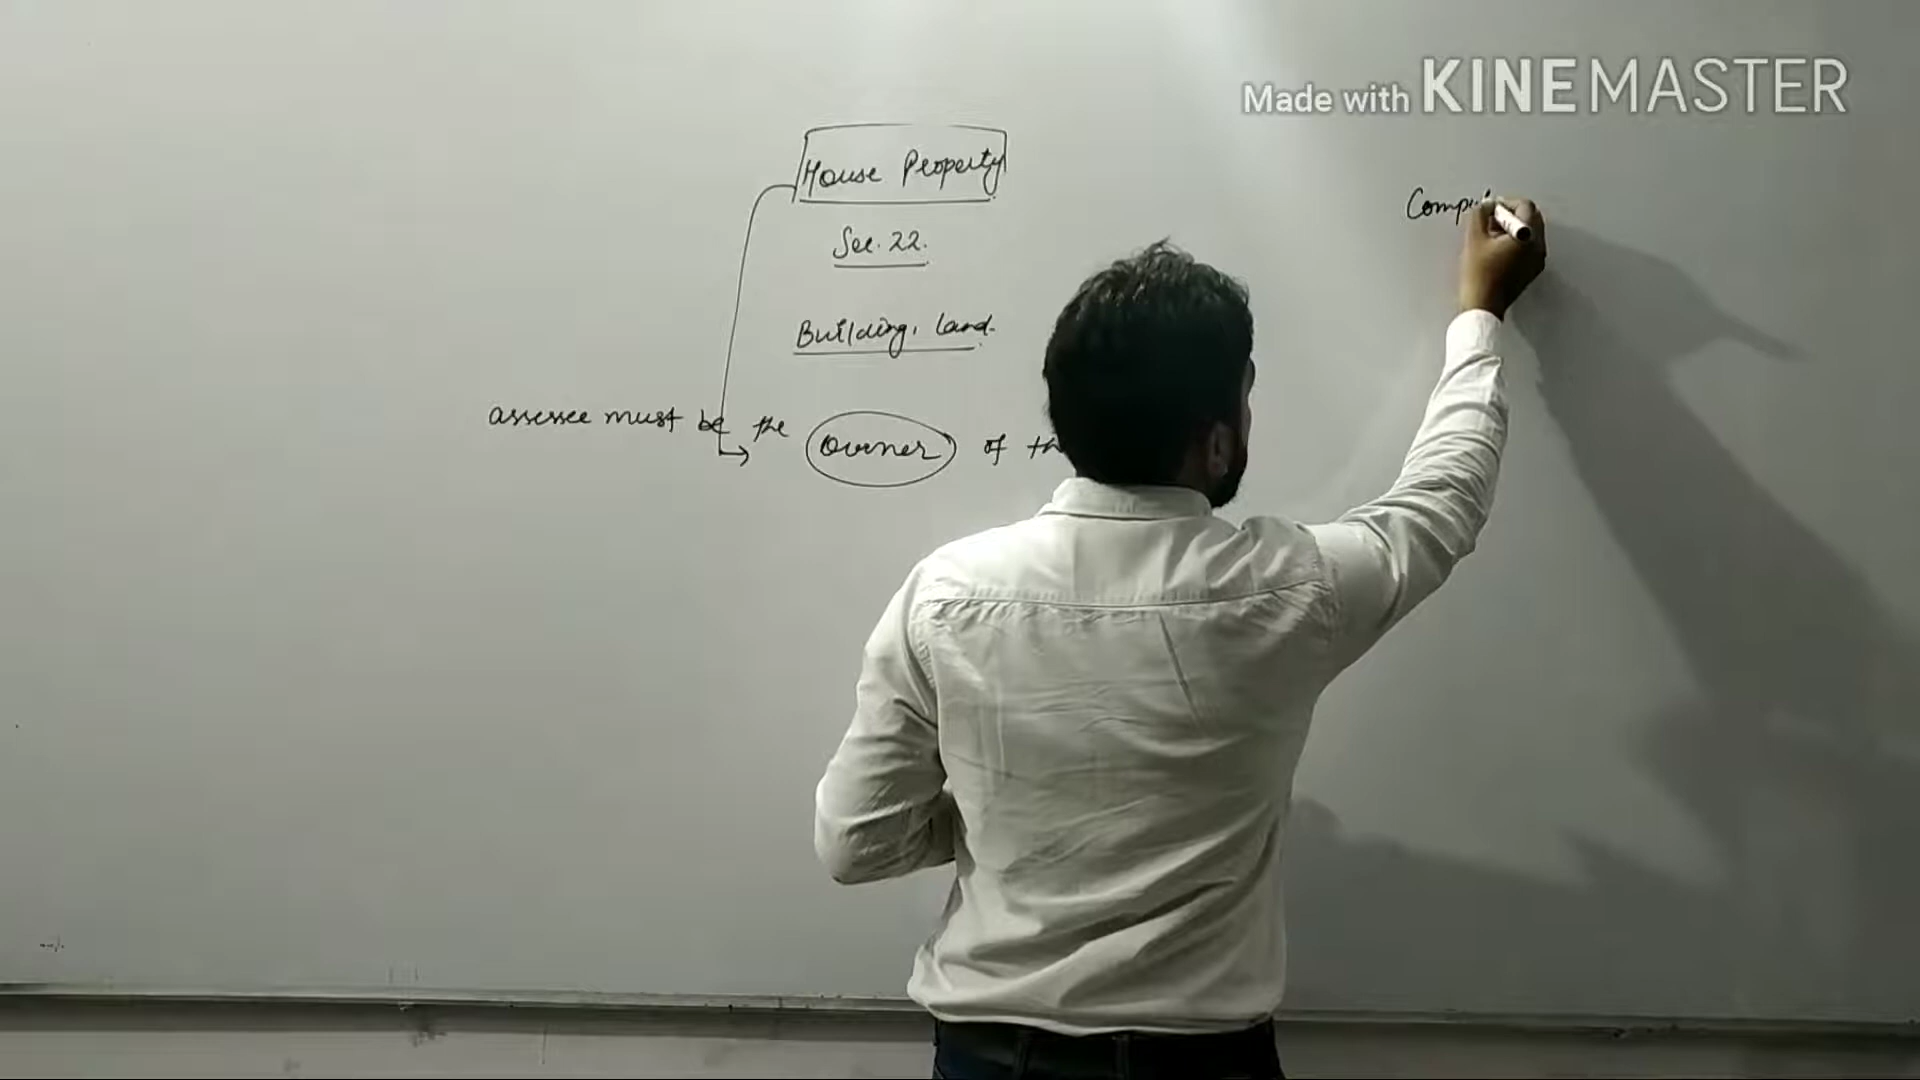 Made with KINEMASTER
House Property
Sec. 22.
Building, land.
assessee must be the owner of